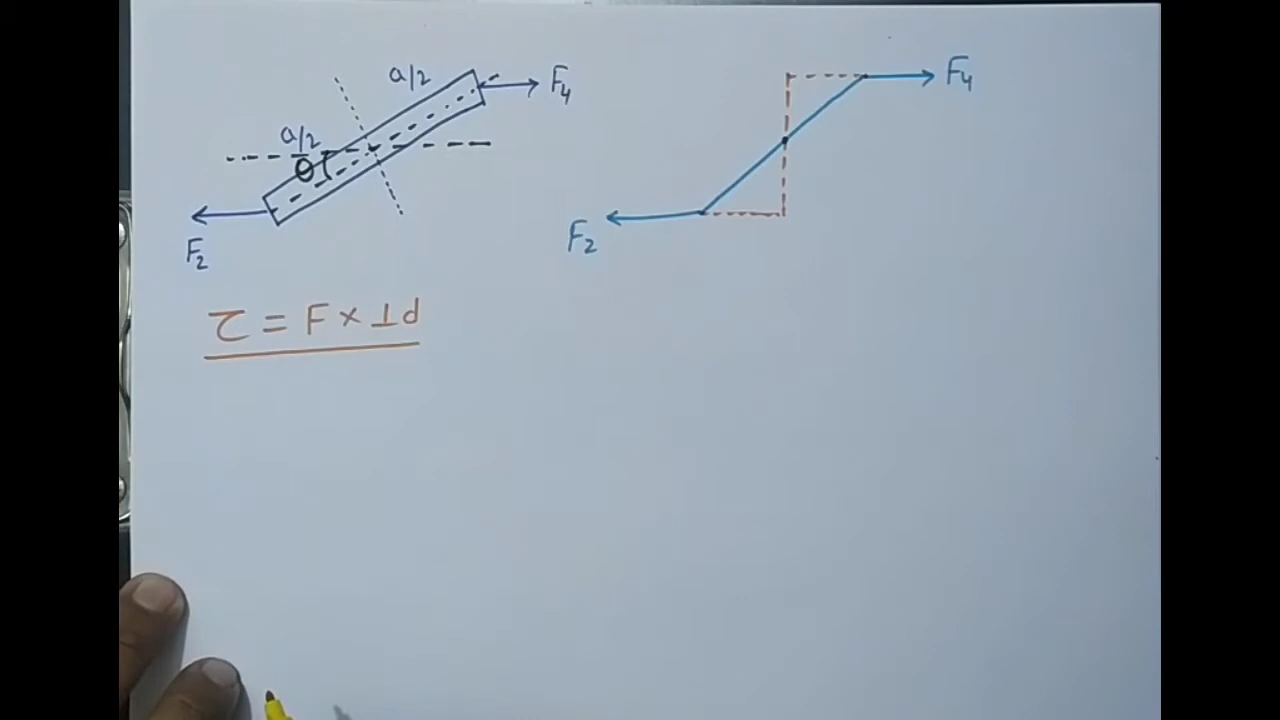 a/2
F₄
a/2
θ
F₂
F₄
F₂
τ = F × ⊥d